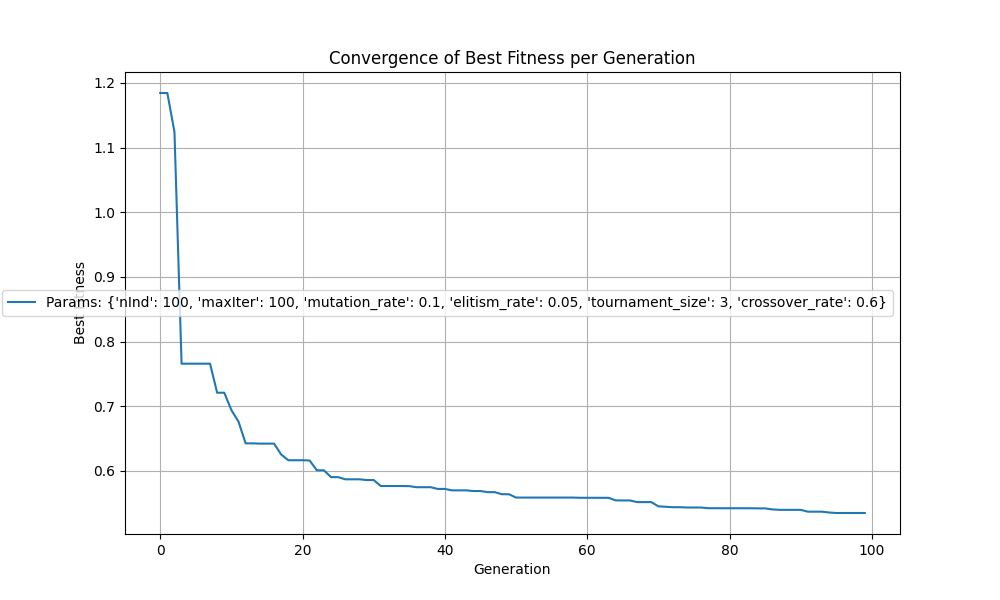 Convergence of Best Fitness per Generation
1.2
1.1
1.0
0.9
0.8
0.7
0.6
Best
ness
Params: {'nInd': 100, 'maxIter': 100, 'mutation_rate': 0.1, 'elitism_rate': 0.05, 'tournament_size': 3, 'crossover_rate': 0.6}
0 20 40 60 80 100
Generation